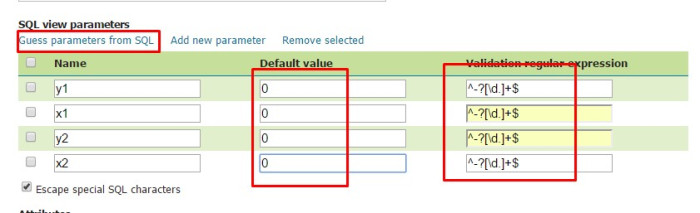 SQL view parameters
Guess parameters from SQL Add new parameter Remove selected
Name Default value Validation regular expression
y1 0 ^-?[\d.]+$
x1 0 ^-?[\d.]+$
y2 0 ^-?[\d.]+$
x2 0 ^-?[\d.]+$
Escape special SQL characters
Attributes